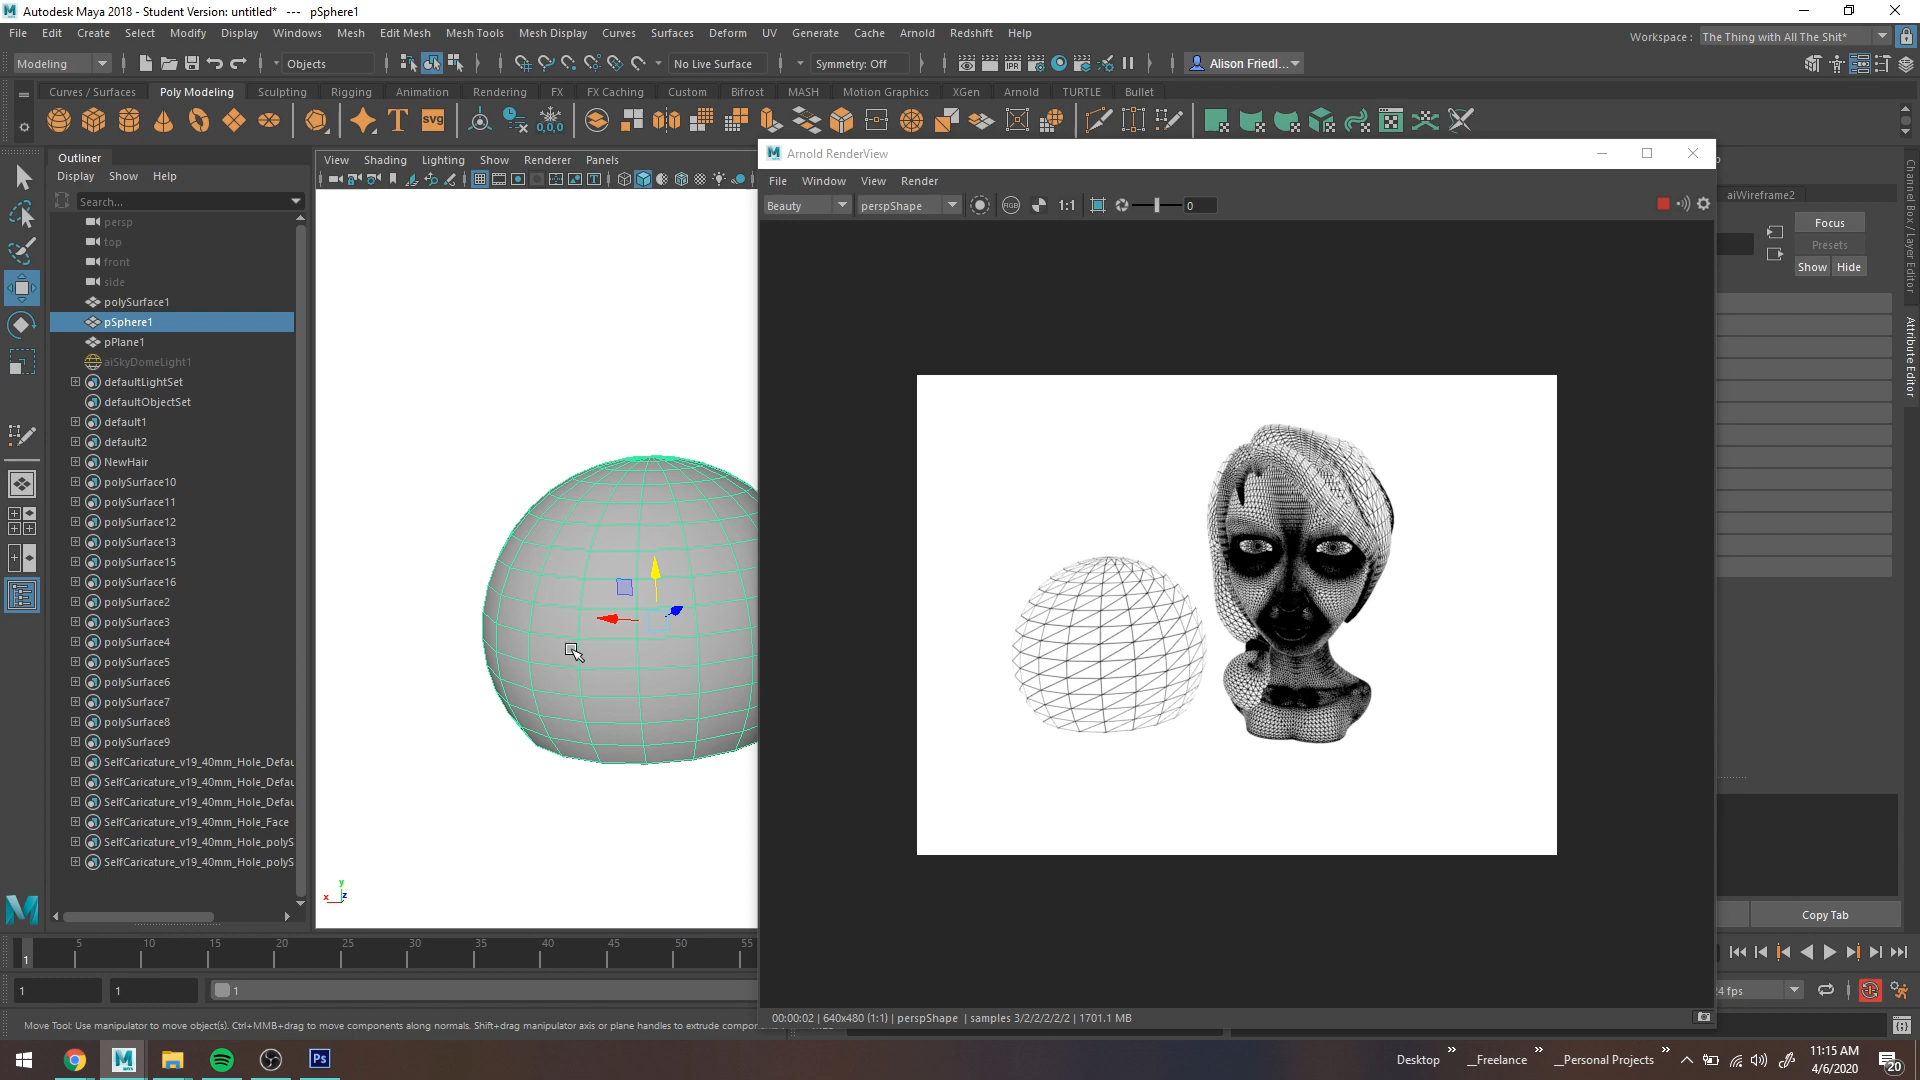 Autodesk Maya 2018 - Student Version: untitled* --- pSphere1
File Edit Create Select Modify Display Windows Mesh Edit Mesh Mesh Tools Mesh Display Curves Surfaces Deform UV Generate Cache Arnold Redshift Help
Workspace : The Thing with All The Shit*
Modeling Objects No Live Surface Symmetry: Off Alison Friedl...
Curves / Surfaces Poly Modeling Sculpting Rigging Animation Rendering FX FX Caching Custom Bifrost MASH Motion Graphics XGen Arnold TURTLE Bullet
Outliner
Display Show Help
Search...
persp
top
front
side
polySurface1
pSphere1
pPlane1
aiSkyDomeLight1
defaultLightSet
defaultObjectSet
default1
default2
NewHair
polySurface10
polySurface11
polySurface12
polySurface13
polySurface15
polySurface16
polySurface2
polySurface3
polySurface4
polySurface5
polySurface6
polySurface7
polySurface8
polySurface9
SelfCaricature_v19_40mm_Hole_Defau
SelfCaricature_v19_40mm_Hole_Defau
SelfCaricature_v19_40mm_Hole_Defau
SelfCaricature_v19_40mm_Hole_Face
SelfCaricature_v19_40mm_Hole_polyS
SelfCaricature_v19_40mm_Hole_polyS
View Shading Lighting Show Renderer Panels
y
x z
Arnold RenderView
File Window View Render
Beauty perspShape RGB 1:1 0
00:00:02 | 640x480 (1:1) | perspShape | samples 3/2/2/2/2/2 | 1701.1 MB
aiWireframe2
Focus
Presets
Show Hide
Channel Box / Layer Editor
Attribute Editor
Copy Tab
1 5 10 15 20 25 30 35 40 45 50 55
1 1 1
4 fps
Move Tool: Use manipulator to move object(s). Ctrl+MMB+drag to move components along normals. Shift+drag manipulator axis or plane handles to extrude
Desktop _Freelance _Personal Projects
11:15 AM
4/6/2020
20